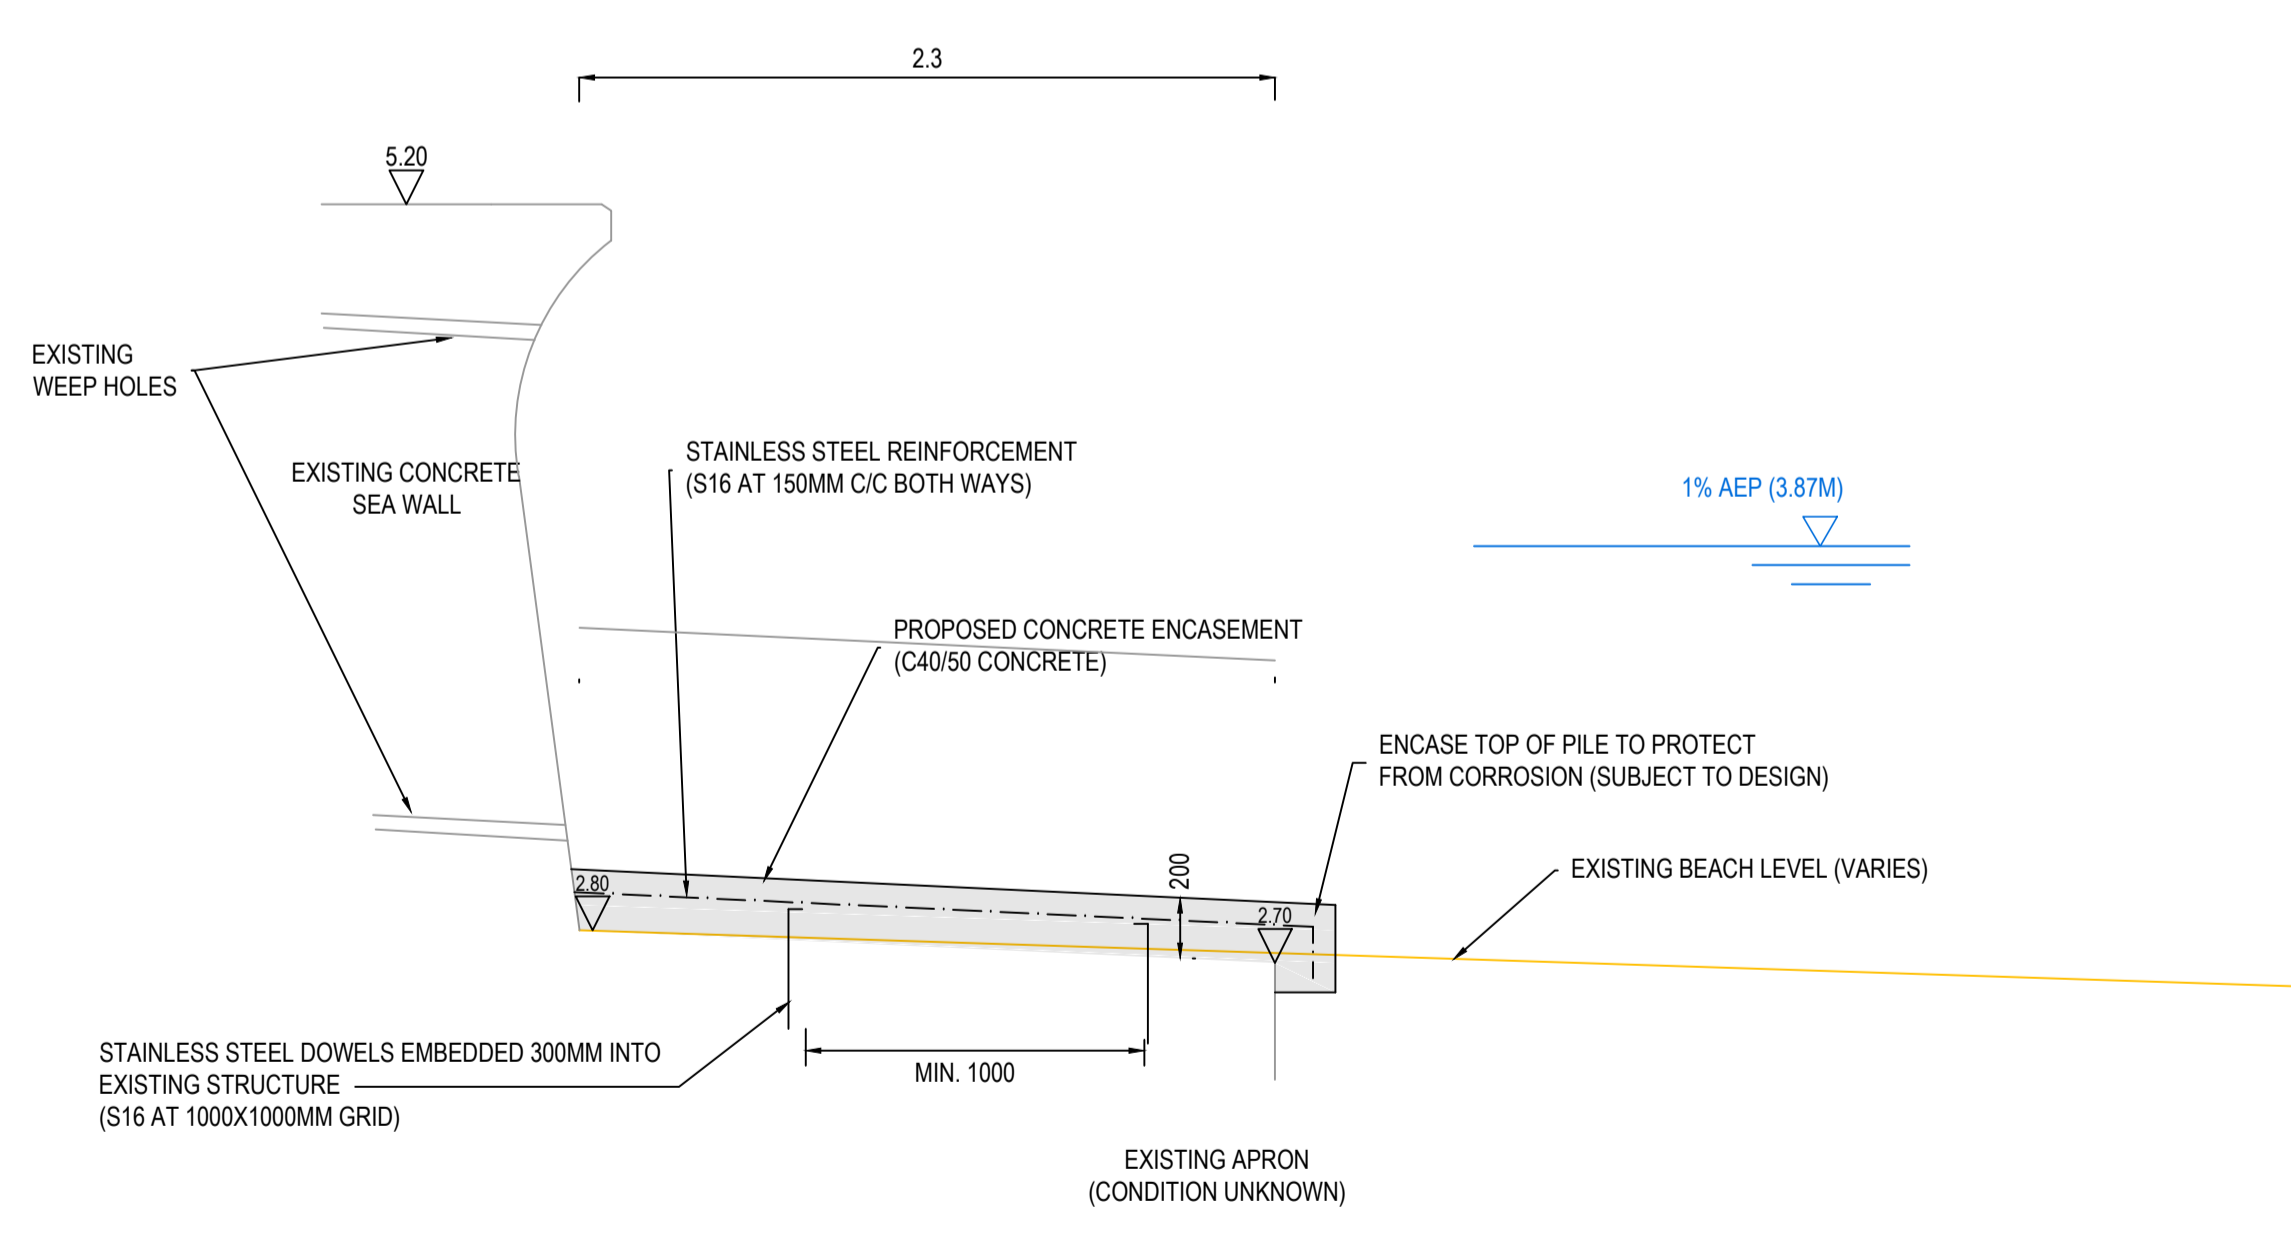 2.3
5.20
EXISTING
WEEP HOLES
EXISTING CONCRETE
SEA WALL
STAINLESS STEEL REINFORCEMENT
(S16 AT 150MM C/C BOTH WAYS)
1% AEP (3.87M)
PROPOSED CONCRETE ENCASEMENT
(C40/50 CONCRETE)
ENCASE TOP OF PILE TO PROTECT
FROM CORROSION (SUBJECT TO DESIGN)
200
EXISTING BEACH LEVEL (VARIES)
2.80
2.70
STAINLESS STEEL DOWELS EMBEDDED 300MM INTO
EXISTING STRUCTURE
(S16 AT 1000X1000MM GRID)
MIN. 1000
EXISTING APRON
(CONDITION UNKNOWN)